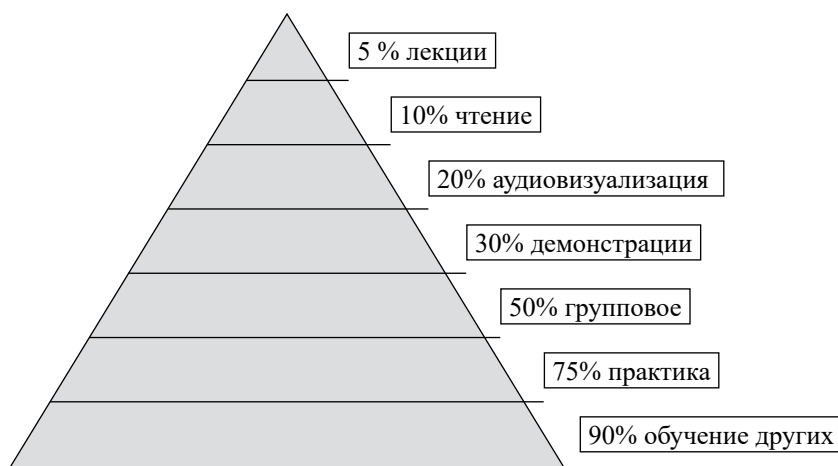 5 % лекции
10% чтение
20% аудиовизуализация
30% демонстрации
50% групповое
75% практика
90% обучение других